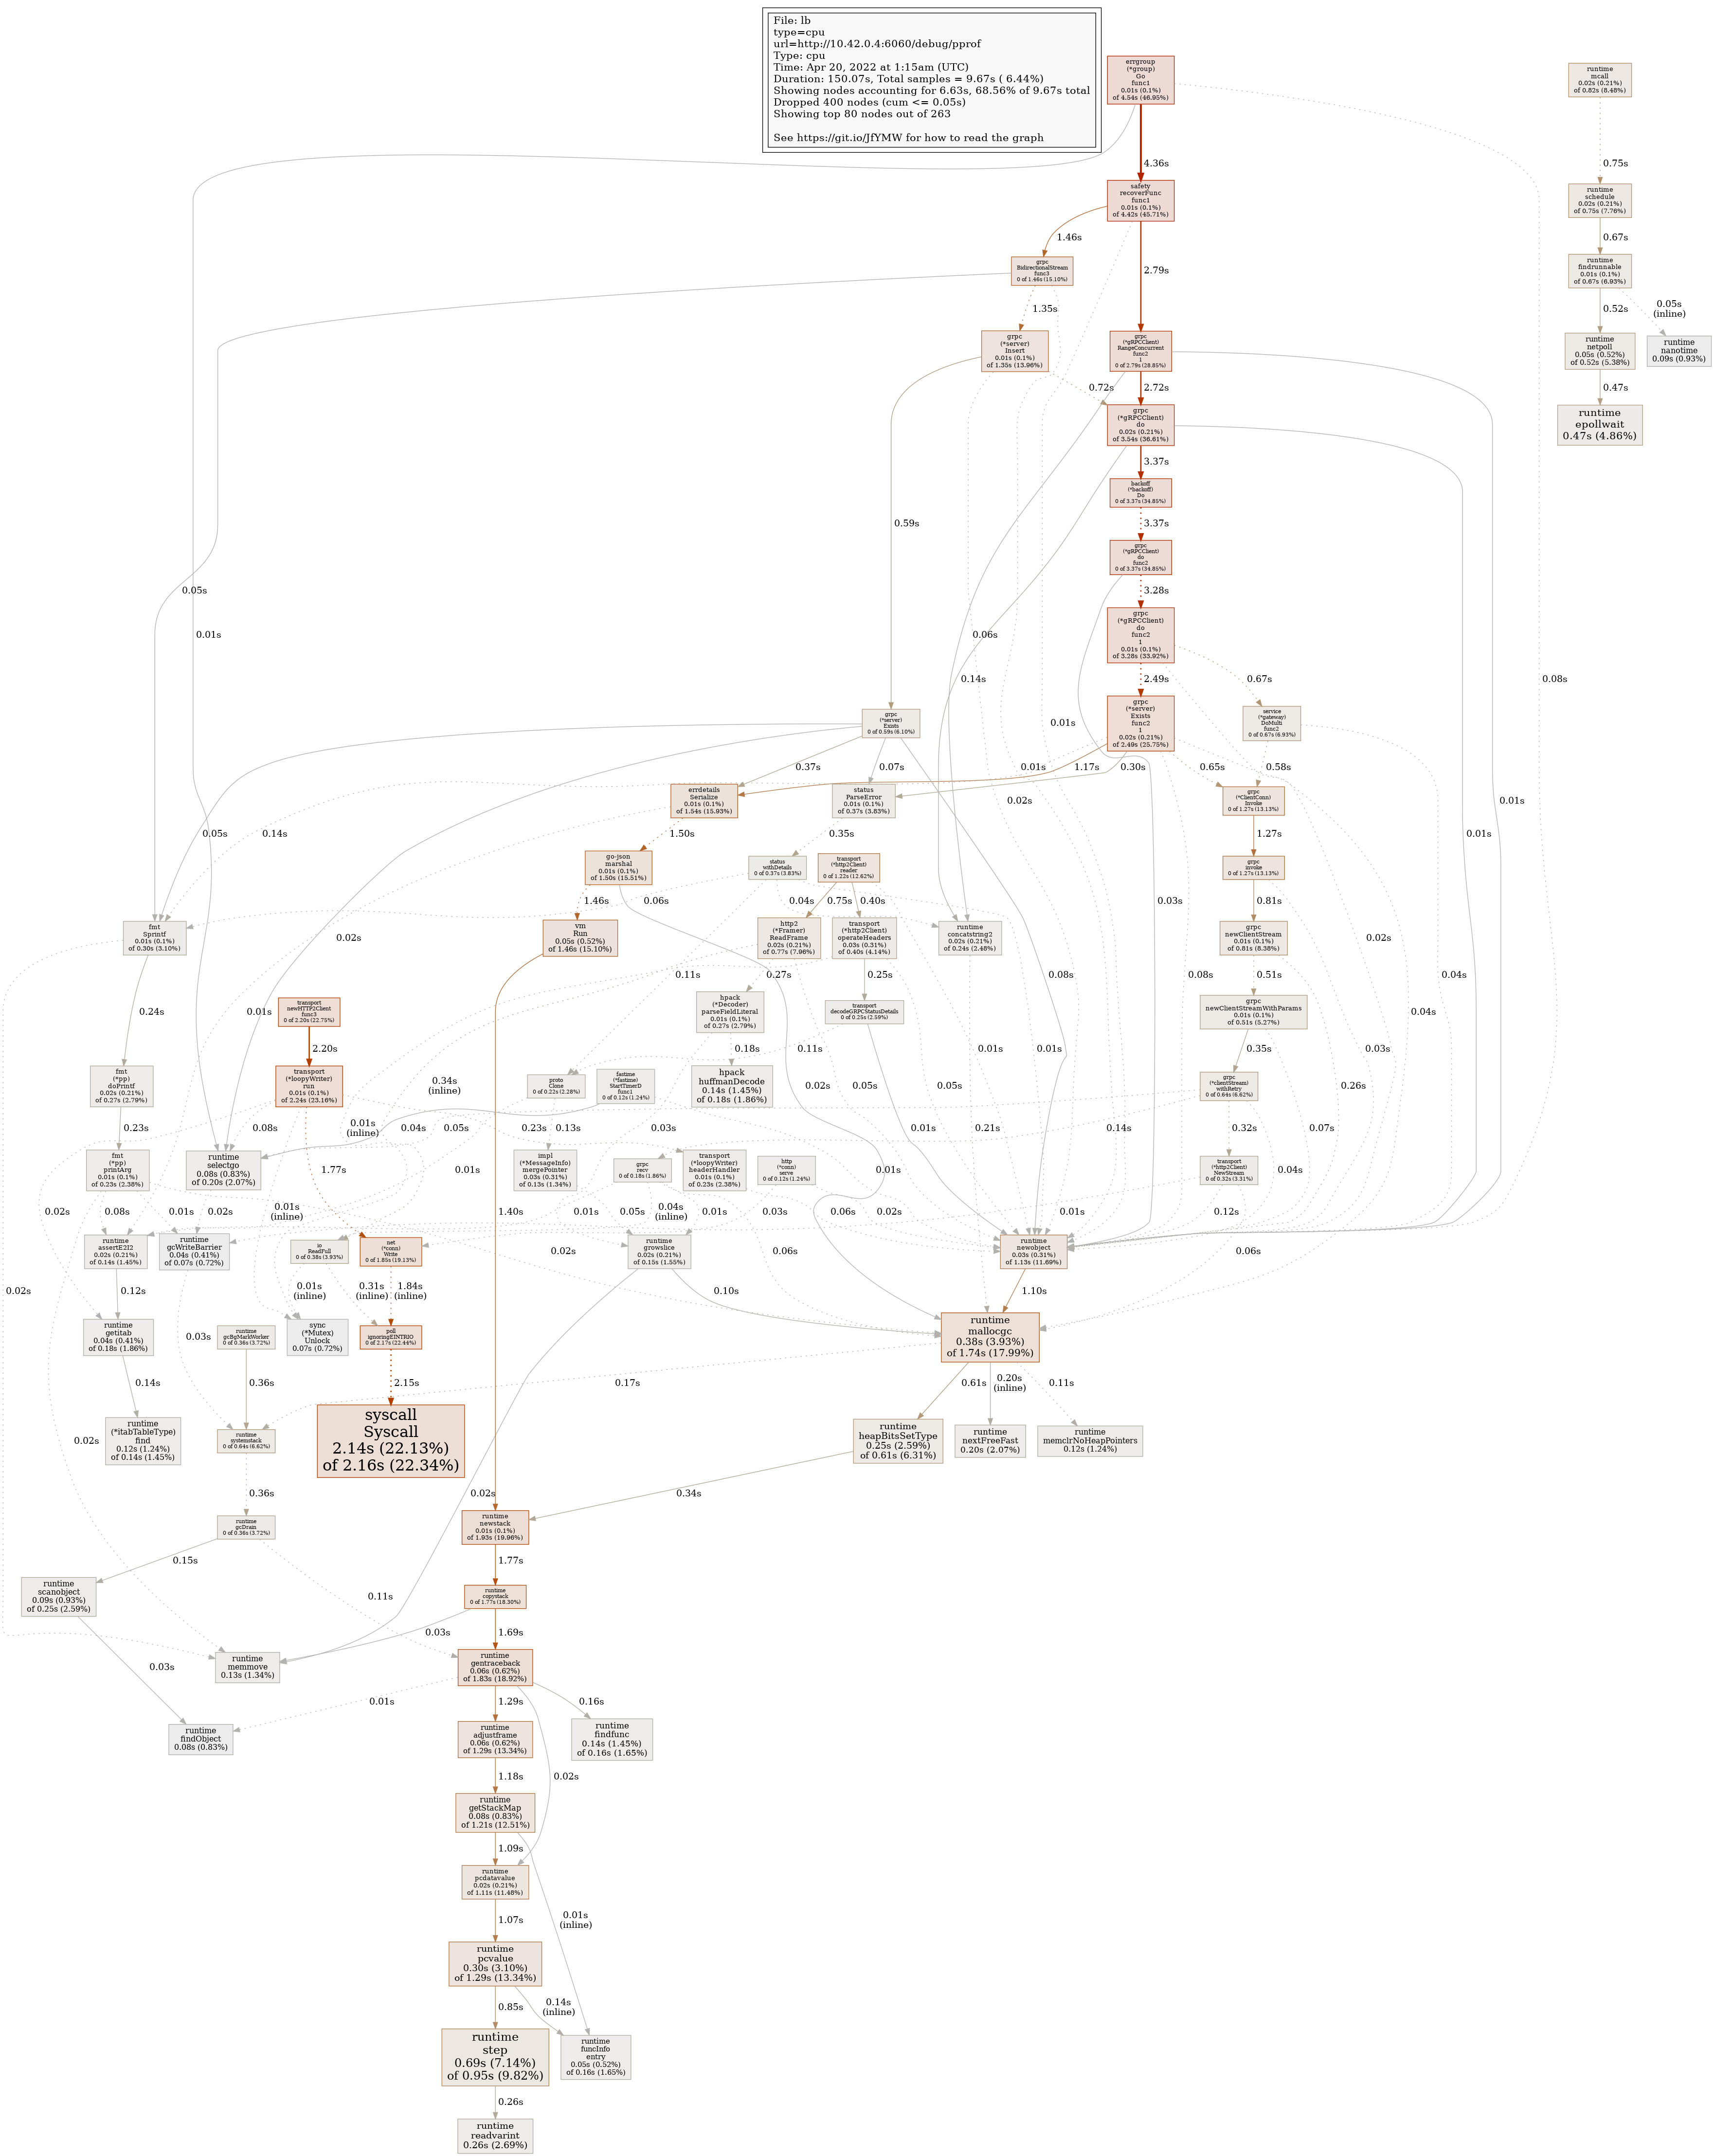 File: lb
type=cpu
url=http://10.42.0.4:6060/debug/pprof
Type: cpu
Time: Apr 20, 2022 at 1:15am (UTC)
Duration: 150.07s, Total samples = 9.67s ( 6.44%)
Showing nodes accounting for 6.63s, 68.56% of 9.67s total
Dropped 400 nodes (cum <= 0.05s)
Showing top 80 nodes out of 263
See https://git.io/JfYMW for how to read the graph
errgroup
(*group)
Go
func1
0.01s (0.1%)
of 4.54s (46.95%)
runtime
mcall
0.02s (0.21%)
of 0.82s (8.48%)
4.36s
0.75s
safety
recoverFunc
func1
0.01s (0.1%)
of 4.42s (45.71%)
runtime
schedule
0.02s (0.21%)
of 0.75s (7.76%)
1.46s
2.79s
0.67s
grpc
BidirectionalStream
func3
0 of 1.46s (15.10%)
runtime
findrunnable
0.01s (0.1%)
of 0.67s (6.93%)
1.35s
0.52s
0.05s
(inline)
grpc
(*server)
Insert
0.01s (0.1%)
of 1.35s (13.96%)
grpc
(*gRPCClient)
RangeConcurrent
func2
1
0 of 2.79s (28.85%)
runtime
netpoll
0.05s (0.52%)
of 0.52s (5.38%)
runtime
nanotime
0.09s (0.93%)
0.72s
2.72s
0.47s
grpc
(*gRPCClient)
do
0.02s (0.21%)
of 3.54s (36.61%)
runtime
epollwait
0.47s (4.86%)
3.37s
backoff
(*backoff)
Do
0 of 3.37s (34.85%)
0.59s
3.37s
grpc
(*gRPCClient)
do
func2
0 of 3.37s (34.85%)
0.05s
3.28s
0.01s
grpc
(*gRPCClient)
do
func2
1
0.01s (0.1%)
of 3.28s (33.92%)
0.06s
0.14s
2.49s
0.67s
0.08s
grpc
(*server)
Exists
0 of 0.59s (6.10%)
0.01s
grpc
(*server)
Exists
func2
1
0.02s (0.21%)
of 2.49s (25.75%)
service
(*gateway)
DoMulti
func2
0 of 0.67s (6.93%)
0.37s
0.07s
0.01s
1.17s
0.30s
0.65s
0.58s
errdetails
Serialize
0.01s (0.1%)
of 1.54s (15.93%)
status
ParseError
0.01s (0.1%)
of 0.37s (3.83%)
0.02s
grpc
(*ClientConn)
Invoke
0 of 1.27s (13.13%)
0.01s
0.05s
0.14s
1.50s
0.35s
1.27s
0.01s
go-json
marshal
0.01s (0.1%)
of 1.50s (15.51%)
status
withDetails
0 of 0.37s (3.83%)
transport
(*http2Client)
reader
0 of 1.22s (12.62%)
grpc
invoke
0 of 1.27s (13.13%)
1.46s
0.06s
0.04s
0.75s
0.40s
0.03s
0.81s
fmt
Sprintf
0.01s (0.1%)
of 0.30s (3.10%)
0.02s
vm
Run
0.05s (0.52%)
of 1.46s (15.10%)
http2
(*Framer)
ReadFrame
0.02s (0.21%)
of 0.77s (7.96%)
transport
(*http2Client)
operateHeaders
0.03s (0.31%)
of 0.40s (4.14%)
runtime
concatstring2
0.02s (0.21%)
of 0.24s (2.48%)
grpc
newClientStream
0.01s (0.1%)
of 0.81s (8.38%)
0.02s
0.11s
0.27s
0.25s
0.08s
0.08s
0.51s
0.24s
0.01s
transport
newHTTP2Client
func3
0 of 2.20s (22.75%)
hpack
(*Decoder)
parseFieldLiteral
0.01s (0.1%)
of 0.27s (2.79%)
transport
decodeGRPCStatusDetails
0 of 0.25s (2.59%)
grpc
newClientStreamWithParams
0.01s (0.1%)
of 0.51s (5.27%)
0.04s
0.04s
2.20s
0.18s
0.11s
0.01s
0.01s
0.35s
0.03s
fmt
(*pp)
doPrintf
0.02s (0.21%)
of 0.27s (2.79%)
transport
(*loopyWriter)
run
0.01s (0.1%)
of 2.24s (23.16%)
0.34s
(inline)
proto
Clone
0 of 0.22s (2.28%)
fastime
(*fastime)
StartTimerD
func1
0 of 0.12s (1.24%)
hpack
huffmanDecode
0.14s (1.45%)
of 0.18s (1.86%)
0.02s
0.05s
0.05s
grpc
(*clientStream)
withRetry
0 of 0.64s (6.62%)
0.26s
0.23s
0.08s
0.01s
(inline)
0.04s
0.05s
0.23s
0.13s
0.03s
0.01s
0.21s
0.14s
0.32s
0.07s
fmt
(*pp)
printArg
0.01s (0.1%)
of 0.23s (2.38%)
runtime
selectgo
0.08s (0.83%)
of 0.20s (2.07%)
1.77s
0.01s
impl
(*MessageInfo)
mergePointer
0.03s (0.31%)
of 0.13s (1.34%)
grpc
recv
0 of 0.18s (1.86%)
transport
(*loopyWriter)
headerHandler
0.01s (0.1%)
of 0.23s (2.38%)
http
(*conn)
serve
0 of 0.12s (1.24%)
0.01s
transport
(*http2Client)
NewStream
0 of 0.32s (3.31%)
0.04s
0.02s
0.08s
0.01s
0.02s
0.01s
(inline)
1.40s
0.01s
0.05s
0.04s
(inline)
0.01s
0.03s
0.06s
0.02s
0.01s
0.12s
runtime
assertE2I2
0.02s (0.21%)
of 0.14s (1.45%)
runtime
gcWriteBarrier
0.04s (0.41%)
of 0.07s (0.72%)
io
ReadFull
0 of 0.38s (3.93%)
net
(*conn)
Write
0 of 1.85s (19.13%)
0.02s
runtime
growslice
0.02s (0.21%)
of 0.15s (1.55%)
0.06s
runtime
newobject
0.03s (0.31%)
of 1.13s (11.69%)
0.06s
0.02s
0.12s
0.01s
(inline)
0.31s
(inline)
1.84s
(inline)
0.10s
1.10s
runtime
getitab
0.04s (0.41%)
of 0.18s (1.86%)
0.03s
runtime
gcBgMarkWorker
0 of 0.36s (3.72%)
sync
(*Mutex)
Unlock
0.07s (0.72%)
poll
ignoringEINTRIO
0 of 2.17s (22.44%)
runtime
mallocgc
0.38s (3.93%)
of 1.74s (17.99%)
0.14s
0.36s
2.15s
0.17s
0.61s
0.20s
(inline)
0.11s
runtime
(*itabTableType)
find
0.12s (1.24%)
of 0.14s (1.45%)
runtime
systemstack
0 of 0.64s (6.62%)
syscall
Syscall
2.14s (22.13%)
of 2.16s (22.34%)
runtime
heapBitsSetType
0.25s (2.59%)
of 0.61s (6.31%)
runtime
nextFreeFast
0.20s (2.07%)
runtime
memclrNoHeapPointers
0.12s (1.24%)
0.02s
0.36s
0.02s
0.34s
runtime
gcDrain
0 of 0.36s (3.72%)
runtime
newstack
0.01s (0.1%)
of 1.93s (19.96%)
0.15s
1.77s
runtime
scanobject
0.09s (0.93%)
of 0.25s (2.59%)
0.11s
runtime
copystack
0 of 1.77s (18.30%)
0.03s
1.69s
0.03s
runtime
memmove
0.13s (1.34%)
runtime
gentraceback
0.06s (0.62%)
of 1.83s (18.92%)
0.01s
1.29s
0.16s
runtime
findObject
0.08s (0.83%)
runtime
adjustframe
0.06s (0.62%)
of 1.29s (13.34%)
runtime
findfunc
0.14s (1.45%)
of 0.16s (1.65%)
1.18s
0.02s
runtime
getStackMap
0.08s (0.83%)
of 1.21s (12.51%)
1.09s
runtime
pcdatavalue
0.02s (0.21%)
of 1.11s (11.48%)
1.07s
0.01s
(inline)
runtime
pcvalue
0.30s (3.10%)
of 1.29s (13.34%)
0.85s
0.14s
(inline)
runtime
step
0.69s (7.14%)
of 0.95s (9.82%)
runtime
funcInfo
entry
0.05s (0.52%)
of 0.16s (1.65%)
0.26s
runtime
readvarint
0.26s (2.69%)